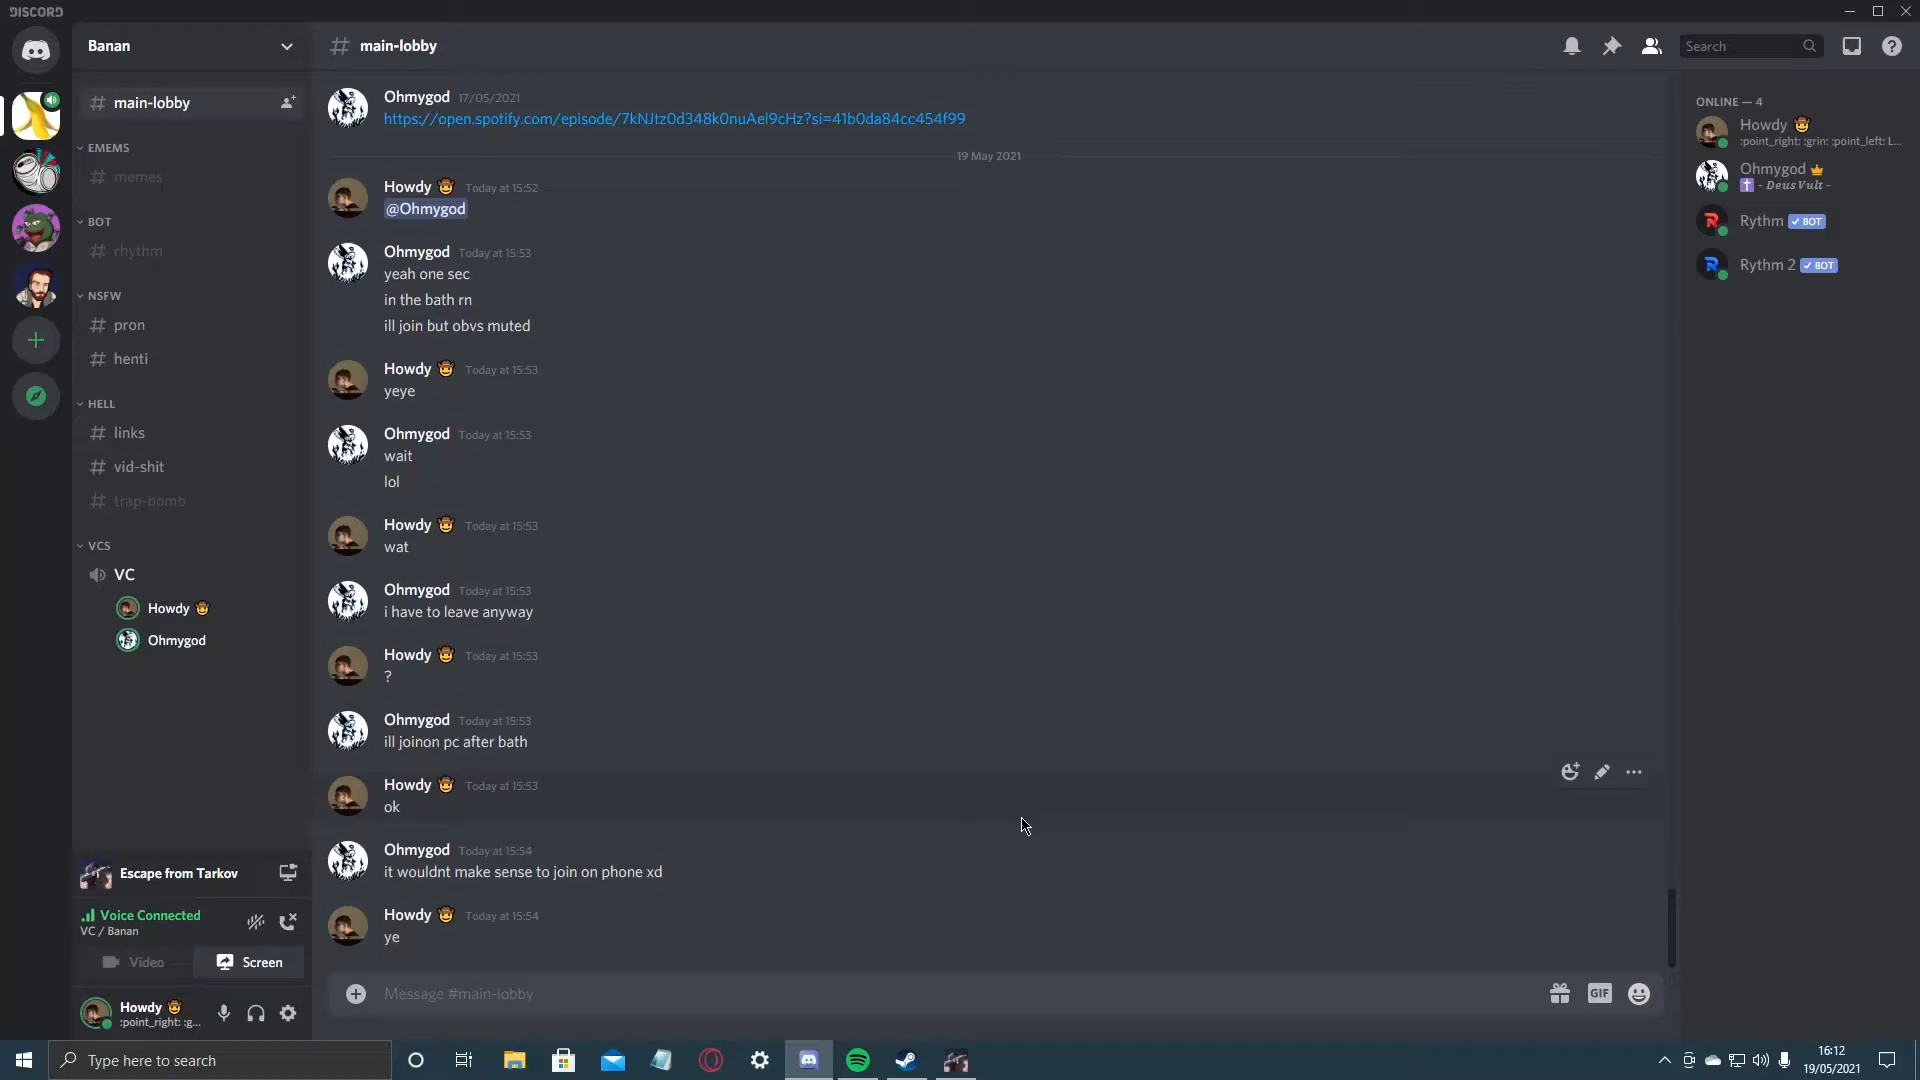 DISCORD
Banan
main-lobby
EMEMS
memes
BOT
rhythm
NSFW
pron
henti
HELL
links
vid-shit
trap-bomb
VCS
VC
Howdy 🤠
Ohmygod
Escape from Tarkov
Voice Connected
VC / Banan
Video
Screen
Howdy 🤠
:point_right: :g...
main-lobby
Search
Ohmygod 17/05/2021
https://open.spotify.com/episode/7kNJtz0d348k0nuAel9cHz?si=41b0da84cc454f99
19 May 2021
Howdy 🤠 Today at 15:52
@Ohmygod
Ohmygod Today at 15:53
yeah one sec
in the bath rn
ill join but obvs muted
Howdy 🤠 Today at 15:53
yeye
Ohmygod Today at 15:53
wait
lol
Howdy 🤠 Today at 15:53
wat
Ohmygod Today at 15:53
i have to leave anyway
Howdy 🤠 Today at 15:53
?
Ohmygod Today at 15:53
ill joinon pc after bath
Howdy 🤠 Today at 15:53
ok
Ohmygod Today at 15:54
it wouldnt make sense to join on phone xd
Howdy 🤠 Today at 15:54
ye
Message #main-lobby
GIF
ONLINE — 4
Howdy 🤠
:point_right: :grin: :point_left: L...
Ohmygod
- DeusVult -
Rythm ✓ BOT
Rythm 2 ✓ BOT
Type here to search
16:12
19/05/2021